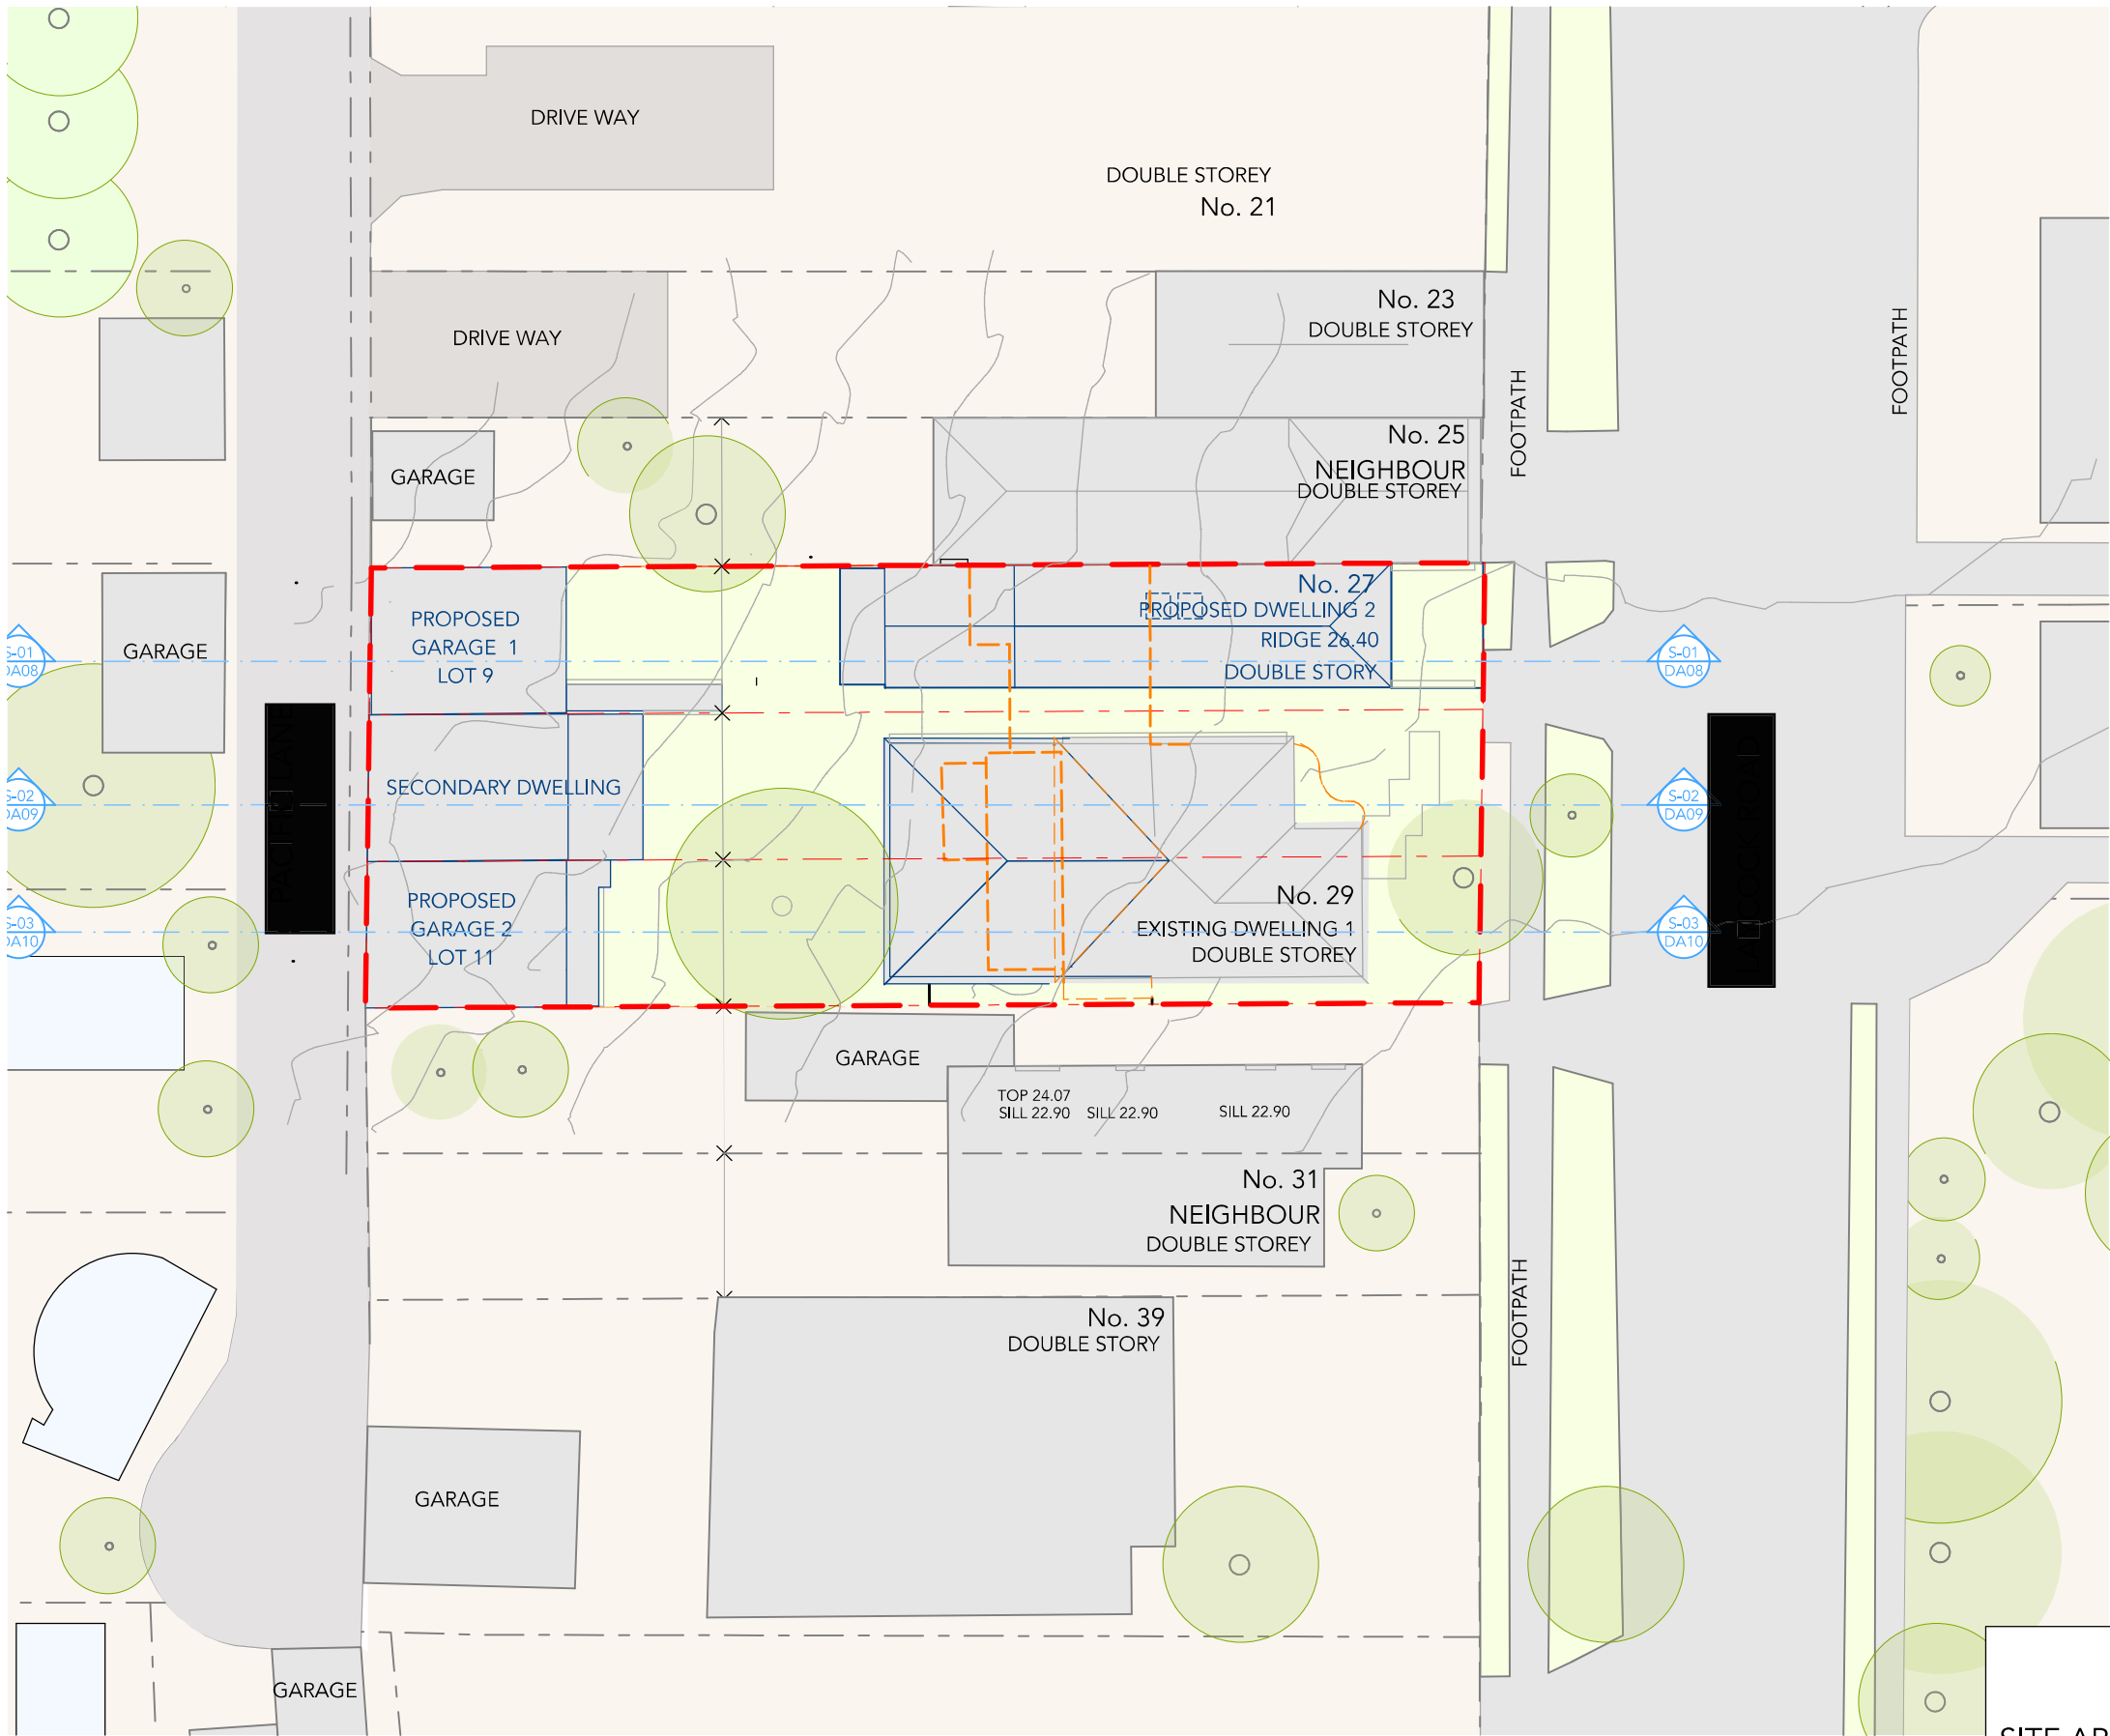 DRIVE WAY
DOUBLE STOREY
No. 21
DRIVE WAY
No. 23
DOUBLE STOREY
FOOTPATH
FOOTPATH
GARAGE
No. 25
NEIGHBOUR
DOUBLE STOREY
PROPOSED
GARAGE 1
LOT 9
No. 27
PROPOSED DWELLING 2
RIDGE 26.40
DOUBLE STORY
GARAGE
S-01
DA08
S-01
DA08
SECONDARY DWELLING
S-02
DA09
S-02
DA09
PROPOSED
GARAGE 2
LOT 11
No. 29
EXISTING DWELLING 1
DOUBLE STOREY
S-03
DA10
S-03
DA10
GARAGE
TOP 24.07
SILL 22.90
SILL 22.90
SILL 22.90
No. 31
NEIGHBOUR
DOUBLE STOREY
FOOTPATH
No. 39
DOUBLE STORY
GARAGE
GARAGE